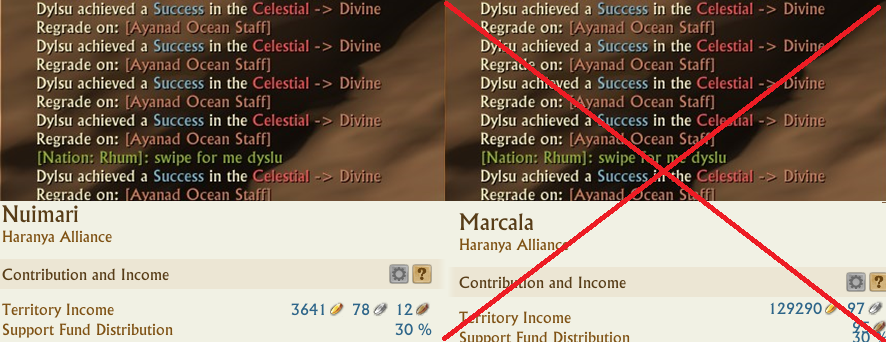 Dylsu achieved a Success in the Celestial -> Divine
Regrade on: [Ayanad Ocean Staff]
Dylsu achieved a Success in the Celestial -> Divine
Regrade on: [Ayanad Ocean Staff]
Dylsu achieved a Success in the Celestial -> Divine
Regrade on: [Ayanad Ocean Staff]
Dylsu achieved a Success in the Celestial -> Divine
Regrade on: [Ayanad Ocean Staff]
[Nation: Rhum]: swipe for me dyslu
Dylsu achieved a Success in the Celestial -> Divine
Regrade on: [Ayanad Ocean Staff]
Nuimari
Haranya Alliance
Contribution and Income
?
Territory Income 3641 78 12
Support Fund Distribution 30 %
Dylsu achieved a Success in the Celestial -> Divine
Regrade on: [Ayanad Ocean Staff]
Dylsu achieved a Success in the Celestial -> Divine
Regrade on: [Ayanad Ocean Staff]
Dylsu achieved a Success in the Celestial -> Divine
Regrade on: [Ayanad Ocean Staff]
Dylsu achieved a Success in the Celestial -> Divine
Regrade on: [Ayanad Ocean Staff]
[Nation: Rhum]: swipe for me dyslu
Dylsu achieved a Success in the Celestial -> Divine
Regrade on: [Ayanad Ocean Staff]
Marcala
Haranya Alliance
Contribution and Income
?
129290 97
Territory Income
Support Fund Distribution 30